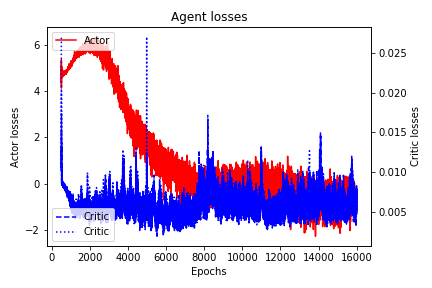 Agent losses
Actor
6
4
2
0
−2
Actor losses
0.025
0.020
0.015
0.010
0.005
Critic losses
Critic
Critic
0 2000 4000 6000 8000 10000 12000 14000 16000
Epochs